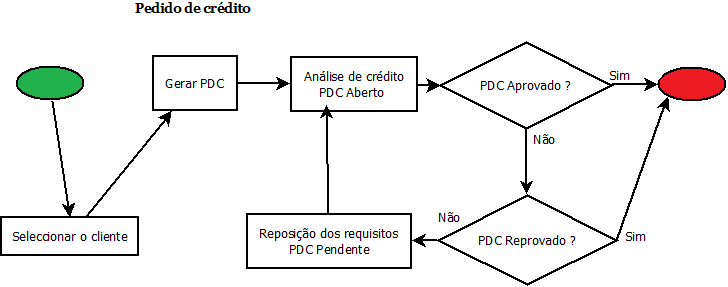 Pedido de crédito
Gerar PDC
Análise de crédito
PDC Aberto
PDC Aprovado ?
Sim
Não
Seleccionar o cliente
Reposição dos requisitos
PDC Pendente
Não
PDC Reprovado ?
Sim